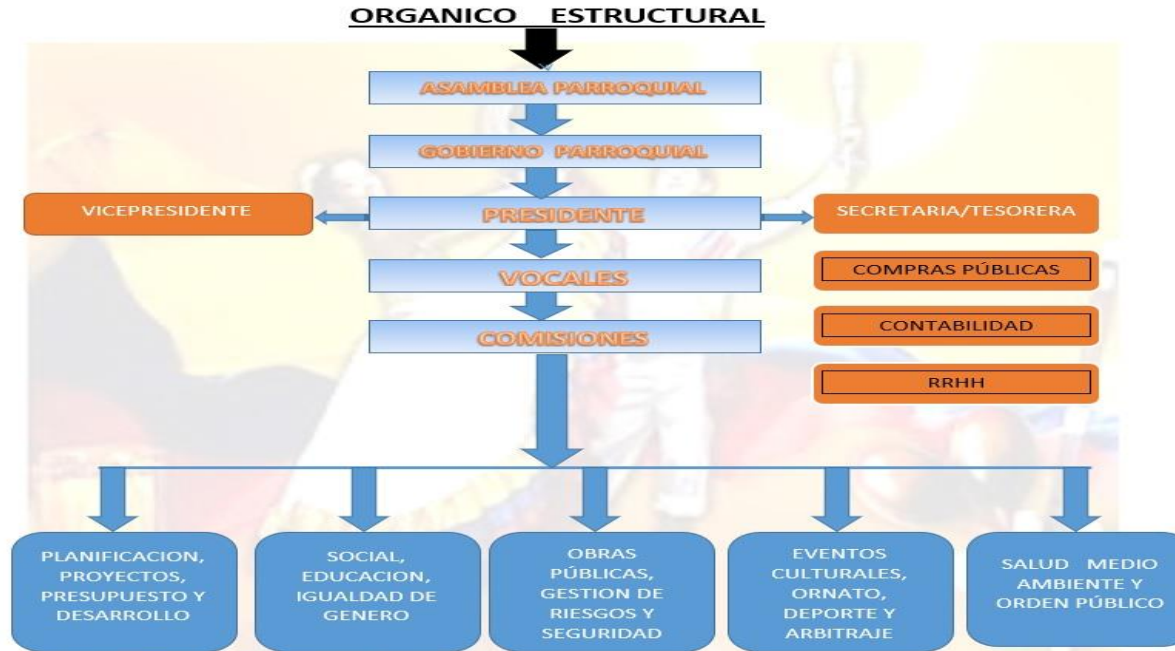 ORGANICO ESTRUCTURAL
ASAMBLEA PARROQUIAL
GOBIERNO PARROQUIAL
VICEPRESIDENTE
PRESIDENTE
SECRETARIA/TESORERA
VOCALES
COMPRAS PÚBLICAS
CONTABILIDAD
COMISIONES
RRHH
PLANIFICACION,
PROYECTOS,
PRESUPUESTO Y
DESARROLLO
SOCIAL,
EDUCACION,
IGUALDAD DE
GENERO
OBRAS
PÚBLICAS,
GESTION DE
RIESGOS Y
SEGURIDAD
EVENTOS
CULTURALES,
ORNATO,
DEPORTE Y
ARBITRAJE
SALUD MEDIO
AMBIENTE Y
ORDEN PÚBLICO